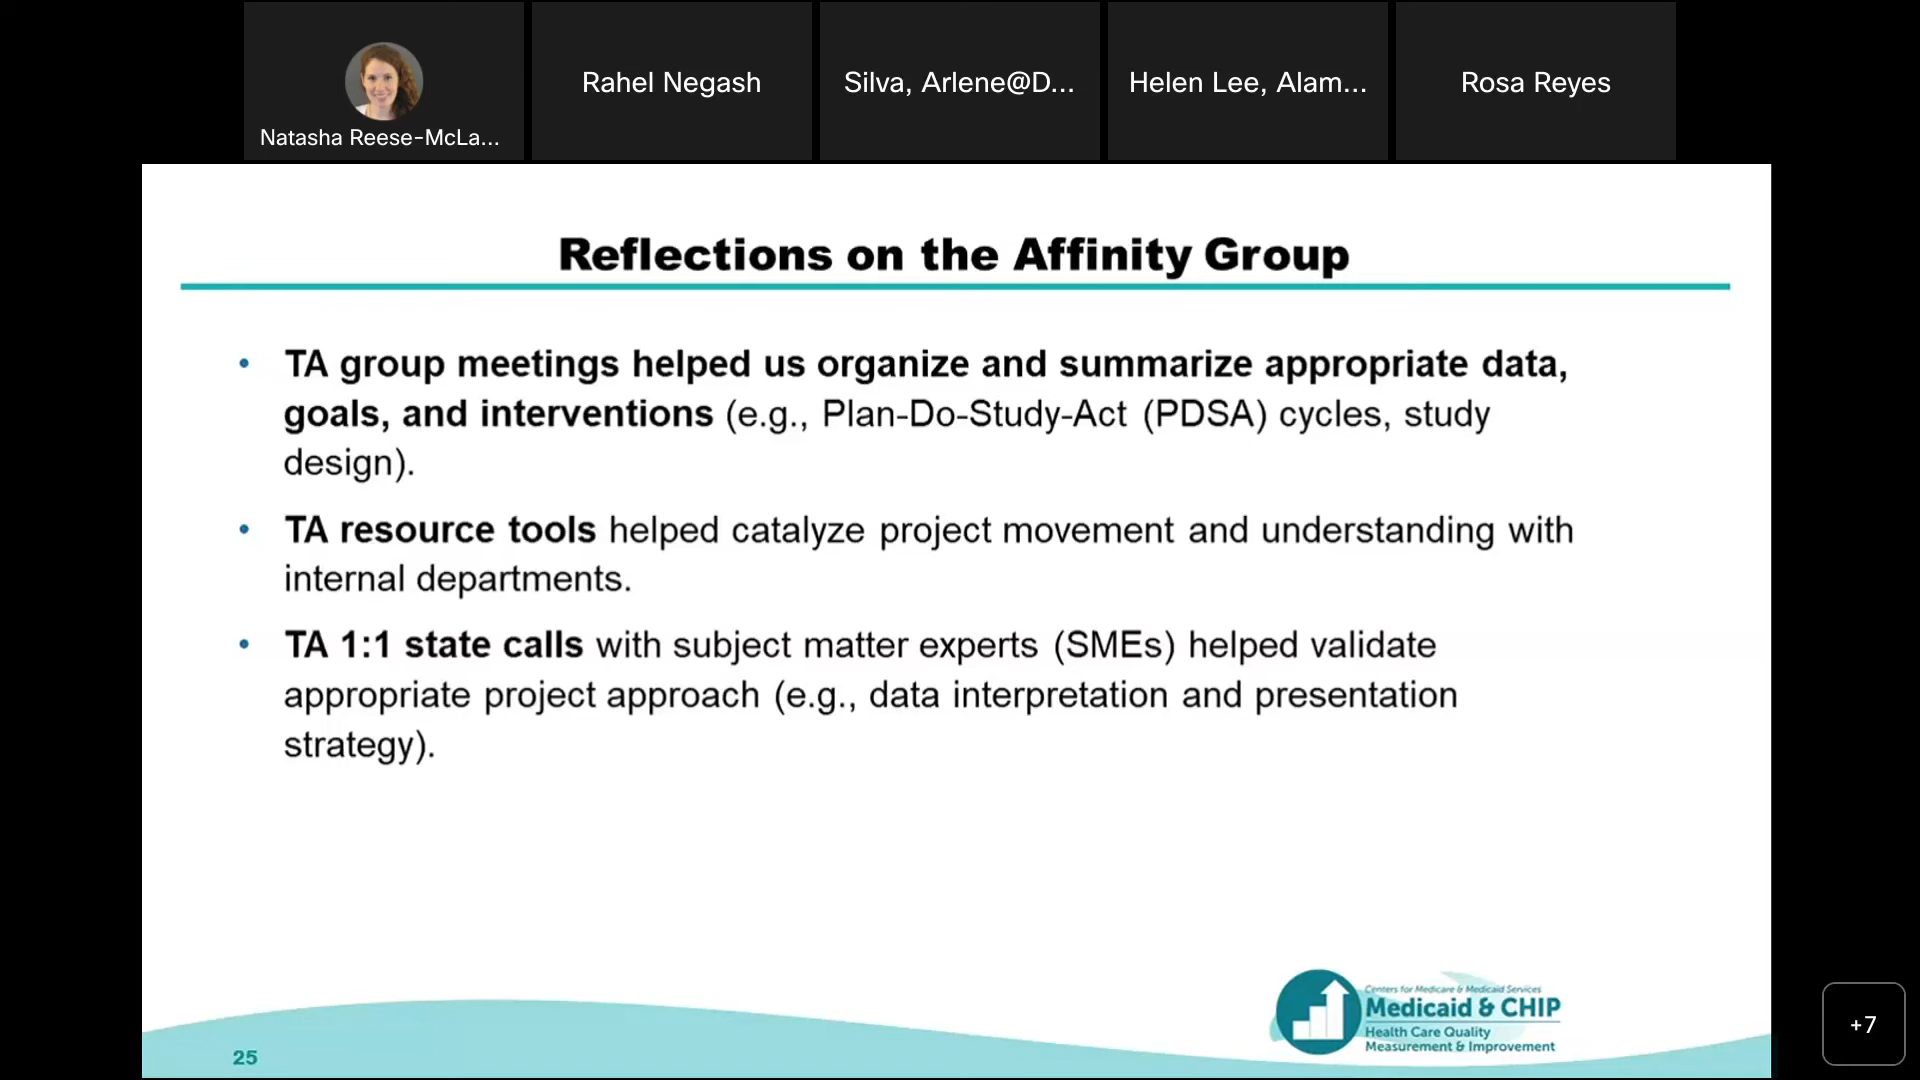 Natasha Reese-McLa...
Rahel Negash
Silva, Arlene@D...
Helen Lee, Alam...
Rosa Reyes
Reflections on the Affinity Group
• TA group meetings helped us organize and summarize appropriate data,
goals, and interventions (e.g., Plan-Do-Study-Act (PDSA) cycles, study
design).
• TA resource tools helped catalyze project movement and understanding with
internal departments.
• TA 1:1 state calls with subject matter experts (SMEs) helped validate
appropriate project approach (e.g., data interpretation and presentation
strategy).
Centers for Medicare & Medicaid Services
Medicaid & CHIP
Health Care Quality
Measurement & Improvement
25
+7